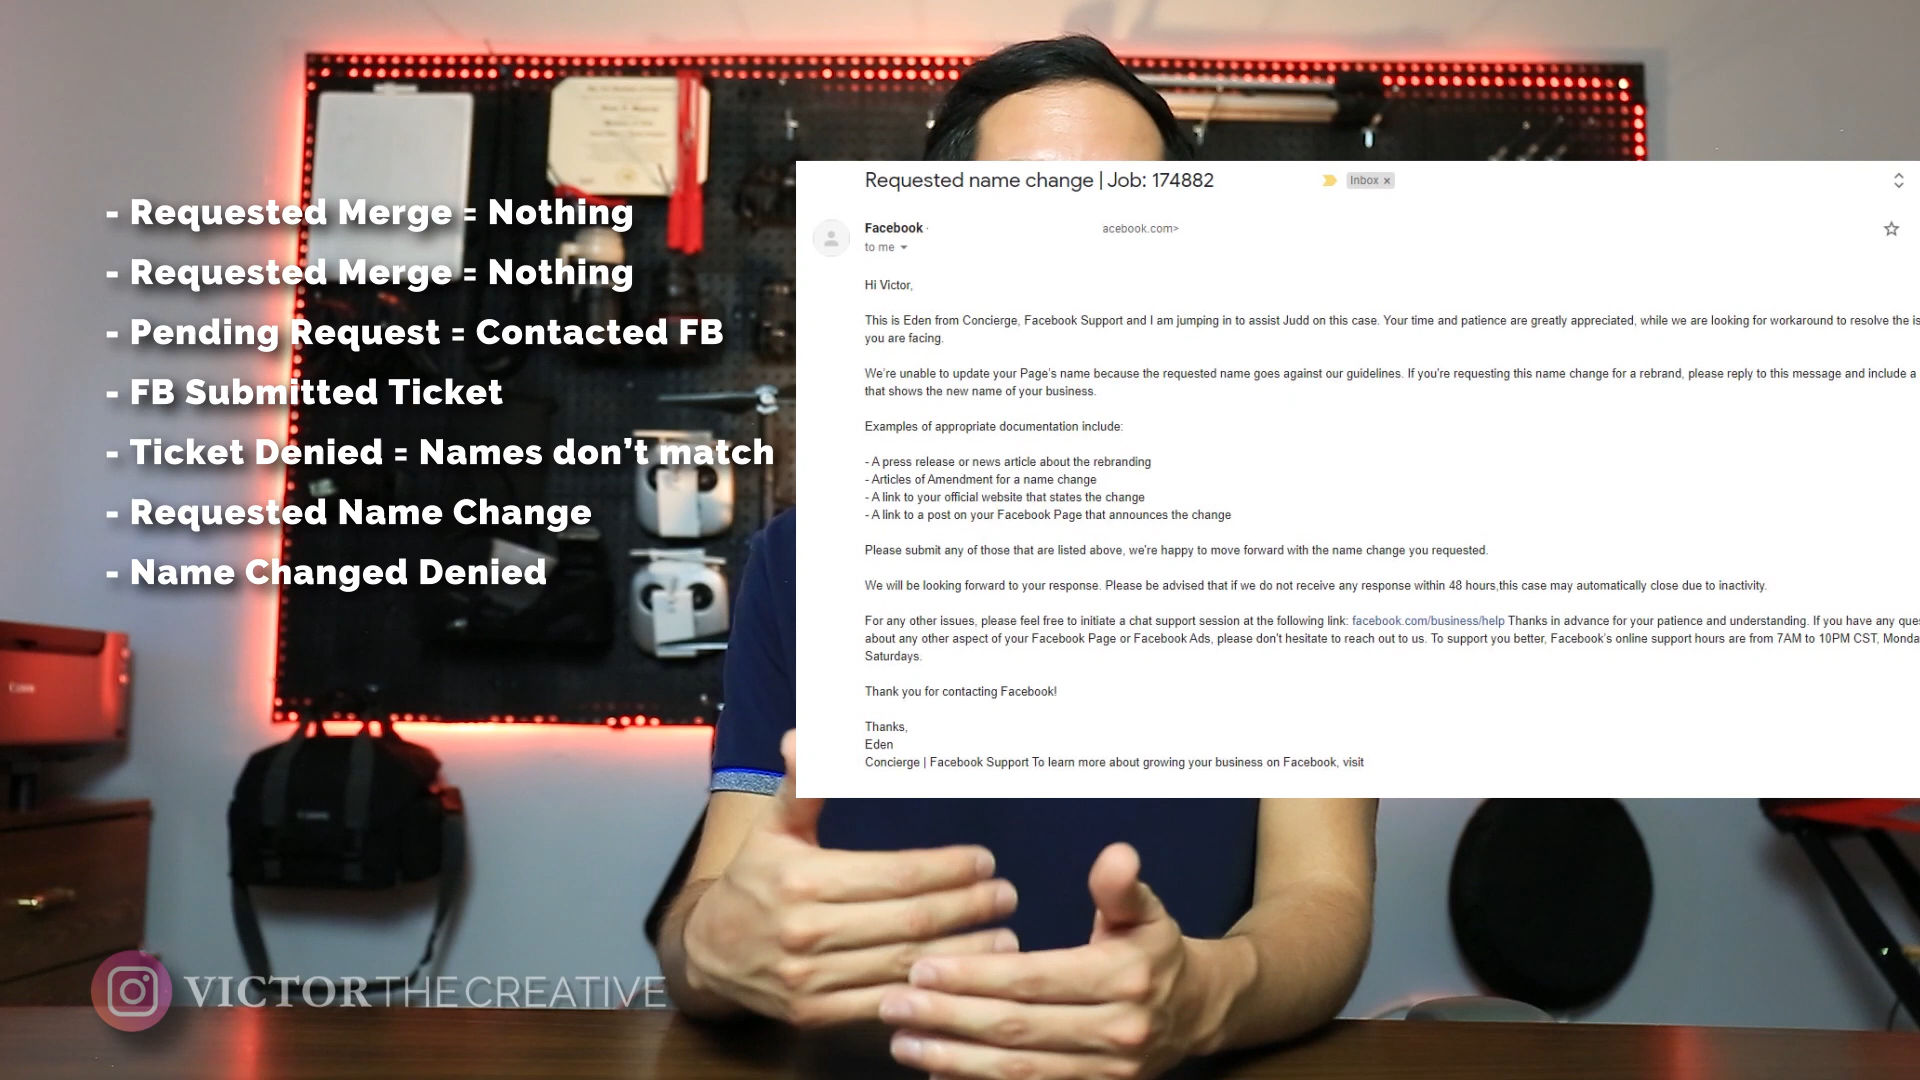 - Requested Merge = Nothing
- Requested Merge = Nothing
- Pending Request = Contacted FB
- FB Submitted Ticket
- Ticket Denied = Names don't match
- Requested Name Change
- Name Changed Denied
Requested name change | Job: 174882
Inbox x
Facebook
acebook.com>
to me
Hi Victor,
This is Eden from Concierge, Facebook Support and I am jumping in to assist Judd on this case. Your time and patience are greatly appreciated, while we are looking for workaround to resolve the is
you are facing.
We're unable to update your Page's name because the requested name goes against our guidelines. If you're requesting this name change for a rebrand, please reply to this message and include a
that shows the new name of your business.
Examples of appropriate documentation include:
- A press release or news article about the rebranding
- Articles of Amendment for a name change
- A link to your official website that states the change
- A link to a post on your Facebook Page that announces the change
Please submit any of those that are listed above, we're happy to move forward with the name change you requested.
We will be looking forward to your response. Please be advised that if we do not receive any response within 48 hours,this case may automatically close due to inactivity.
For any other issues, please feel free to initiate a chat support session at the following link: facebook.com/business/help Thanks in advance for your patience and understanding. If you have any ques
about any other aspect of your Facebook Page or Facebook Ads, please don't hesitate to reach out to us. To support you better, Facebook's online support hours are from 7AM to 10PM CST, Monda
Saturdays.
Thank you for contacting Facebook!
Thanks,
Eden
Concierge | Facebook Support To learn more about growing your business on Facebook, visit
Canon
VICTORTHECREATIVE